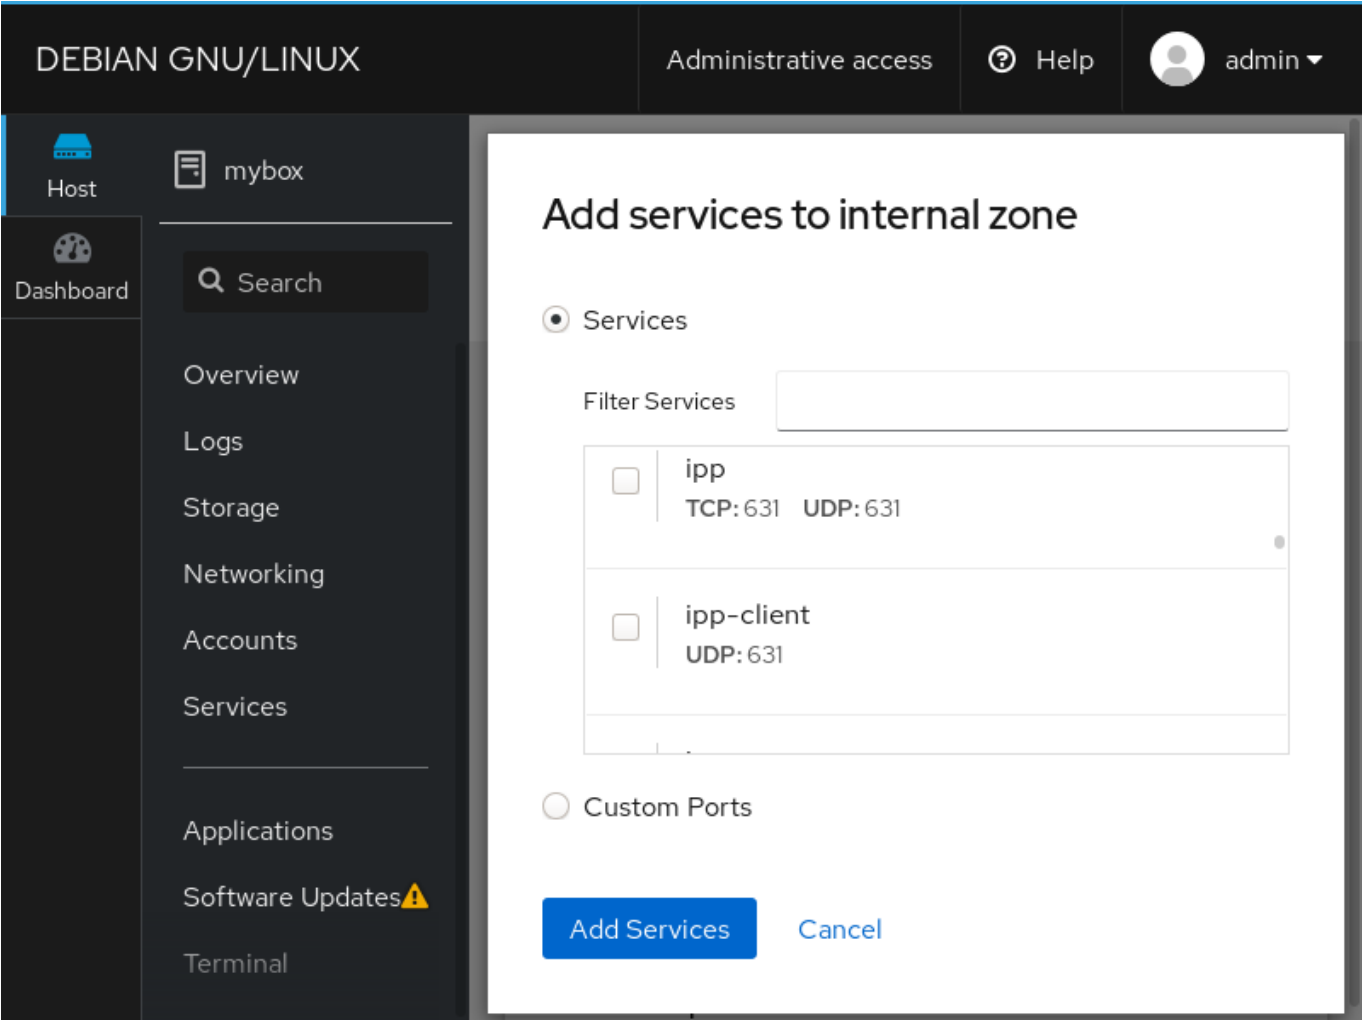 DEBIAN GNU/LINUX
Administrative access
Help
admin
Host
Dashboard
mybox
Search
Overview
Logs
Storage
Networking
Accounts
Services
Applications
Software Updates
Terminal
Add services to internal zone
Services
Filter Services
ipp
TCP: 631 UDP: 631
ipp-client
UDP: 631
Custom Ports
Add Services
Cancel